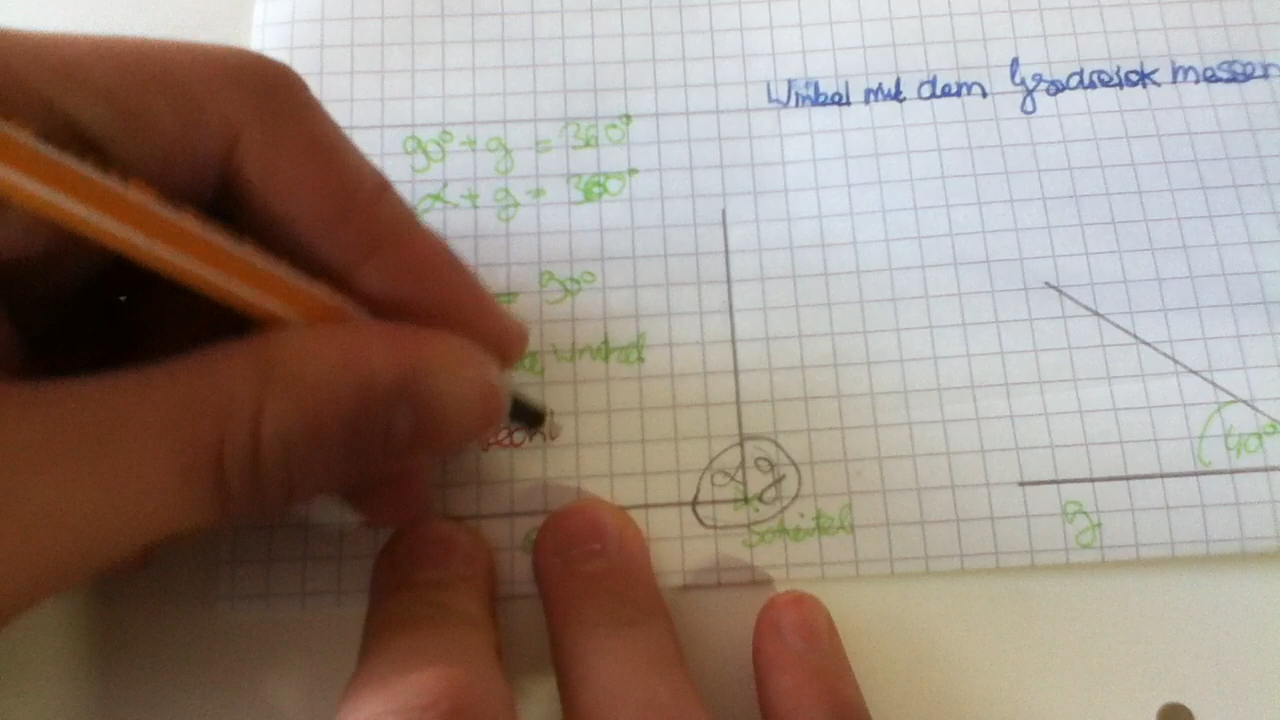 Winkel mit dem Geodreieck messen
90° + g = 360°
α + g = 360°
= 90°
winkel
α g
Scheitel
40°
g